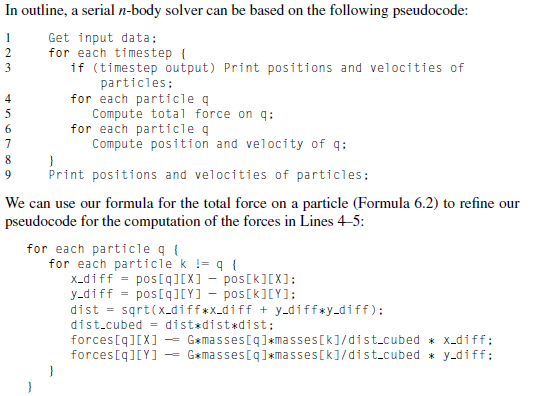 In outline, a serial n-body solver can be based on the following pseudocode:
1 Get input data;
2 for each timestep {
3 if (timestep output) Print positions and velocities of
particles;
4 for each particle q
5 Compute total force on q;
6 for each particle q
7 Compute position and velocity of q;
8 }
9 Print positions and velocities of particles;
We can use our formula for the total force on a particle (Formula 6.2) to refine our
pseudocode for the computation of the forces in Lines 4–5:
for each particle q {
for each particle k != q {
x_diff = pos[q][X] − pos[k][X];
y_diff = pos[q][Y] − pos[k][Y];
dist = sqrt(x_diff*x_diff + y_diff*y_diff);
dist_cubed = dist*dist*dist;
forces[q][X] −= G*masses[q]*masses[k]/dist_cubed * x_diff;
forces[q][Y] −= G*masses[q]*masses[k]/dist_cubed * y_diff;
}
}